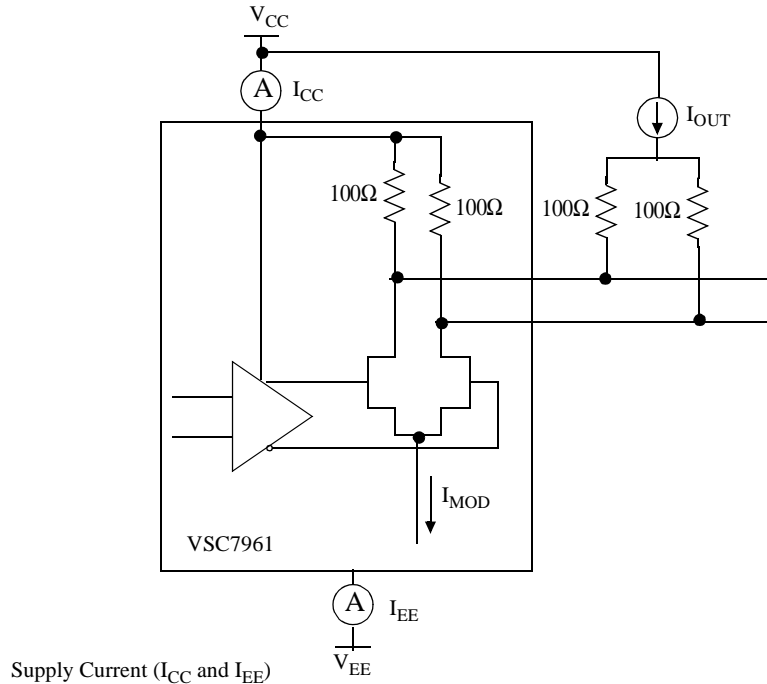 V_CC
A I_CC
I_OUT
100Ω 100Ω 100Ω 100Ω
I_MOD
VSC7961
A I_EE
V_EE
Supply Current (I_CC and I_EE)